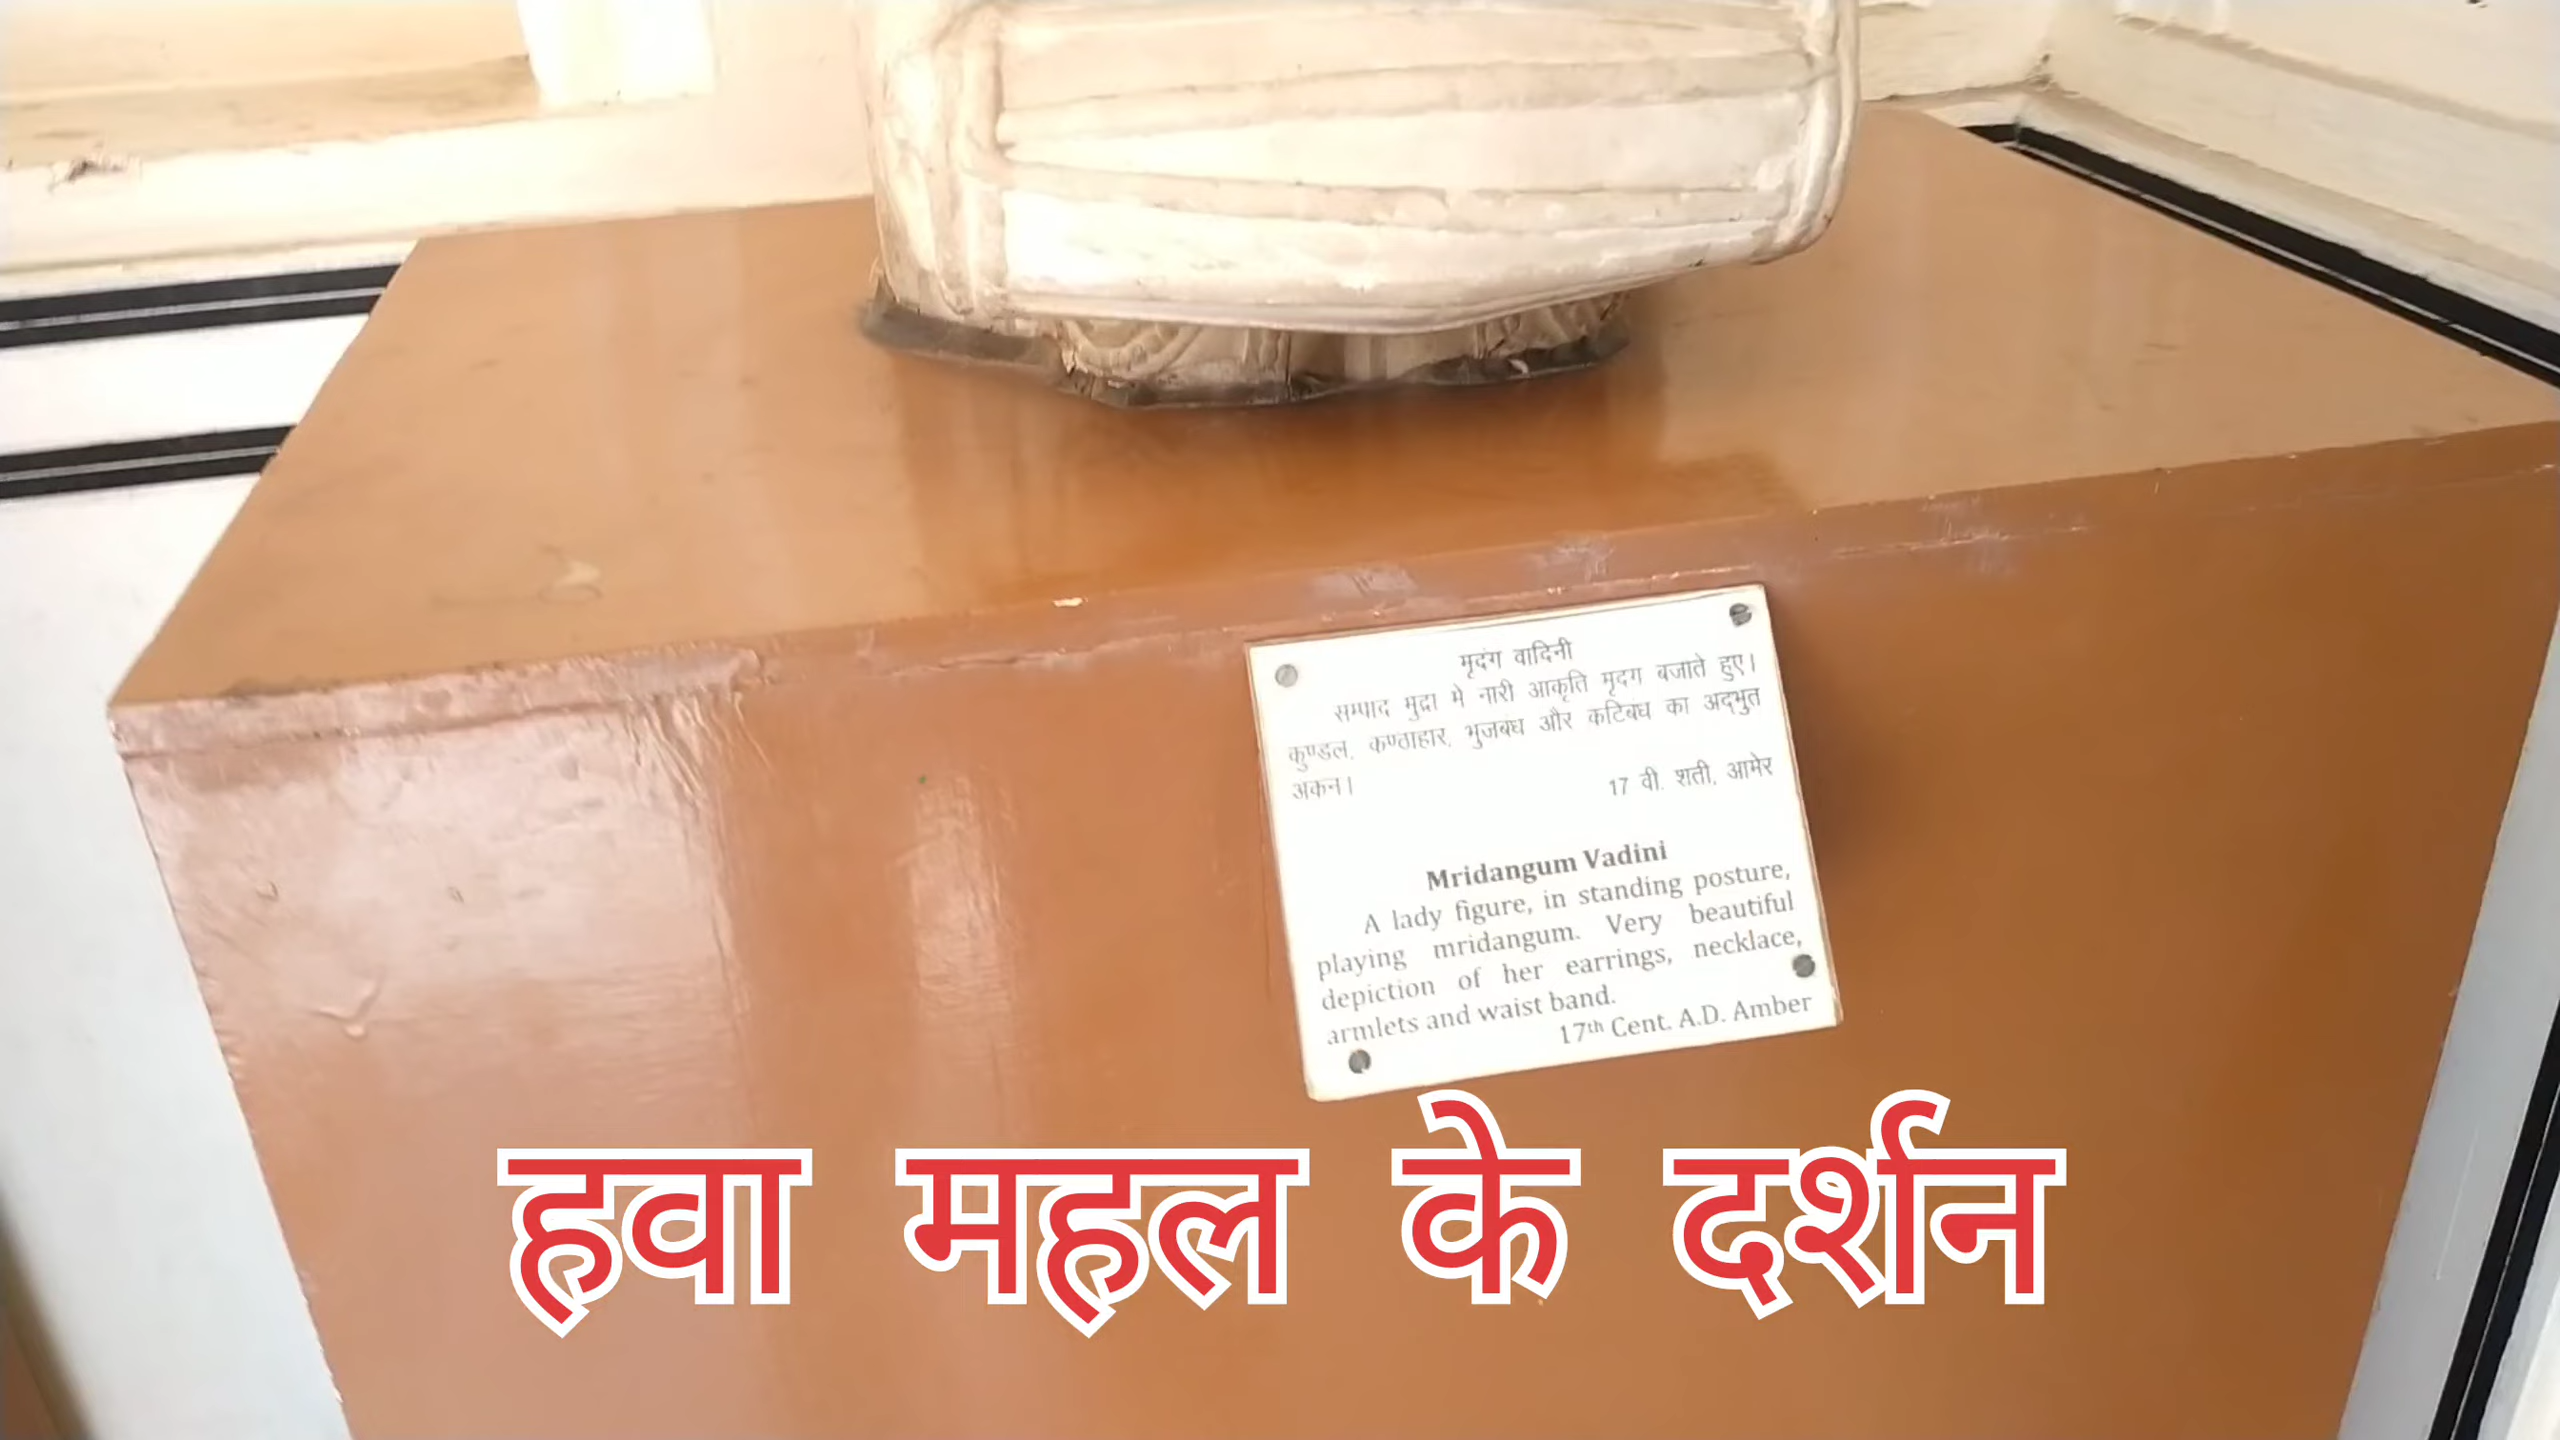 मृदंग वादिनी
सम्पाद मुद्रा मे नारी आकृति मृदग बजाते हुए।
कुण्डल, कण्ठाहार, भुजबंध और कटिबंध का अद्भुत
अंकन।
17 वी. शती, आमेर
Mridangum Vadini
A lady figure, in standing posture,
playing mridangum. Very beautiful
depiction of her earrings, necklace,
armlets and waist band.
17th Cent. A.D. Amber
हवा महल के दर्शन